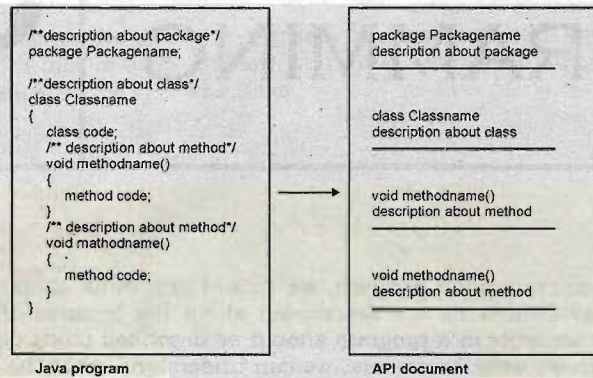 /**description about package*/
package Packagename;
/**description about class*/
class Classname
{
class code;
/** description about method*/
void methodname()
{
method code;
}
/** description about method*/
void mathodname()
{
method code;
}
}
Java program
package Packagename
description about package
class Classname
description about class
void methodname()
description about method
void methodname()
description about method
API document